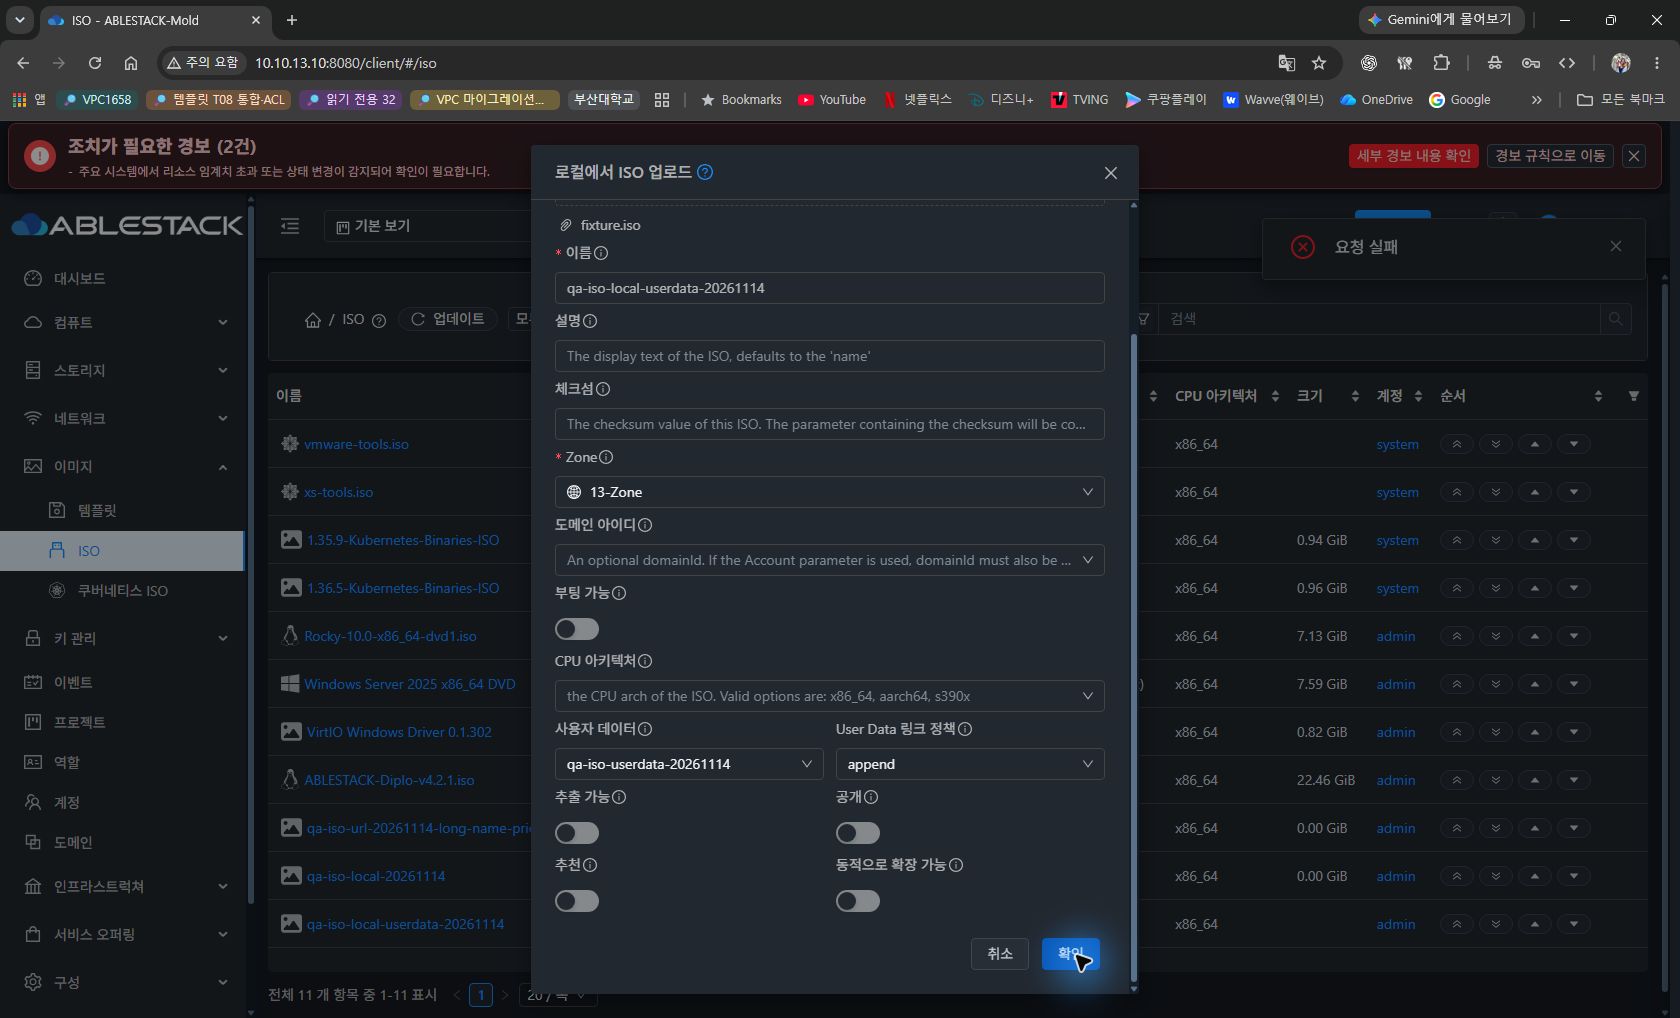 ISO - ABLESTACK-Mold
Gemini에게 물어보기
주의 요함
10.10.13.10:8080/client/#/iso
앱
VPC1658
템플릿 T08 통합·ACL
읽기 전용 32
VPC 마이그레이션...
부산대학교
Bookmarks
YouTube
넷플릭스
디즈니+
TVING
쿠팡플레이
Wavve(웨이브)
OneDrive
Google
모든 북마크
조치가 필요한 경보 (2건)
- 주요 시스템에서 리소스 임계치 초과 또는 상태 변경이 감지되어 확인이 필요합니다.
세부 경보 내용 확인
경보 규칙으로 이동
ABLESTACK
기본 보기
요청 실패
대시보드
컴퓨트
스토리지
네트워크
이미지
템플릿
ISO
쿠버네티스 ISO
키 관리
이벤트
프로젝트
역할
계정
도메인
인프라스트럭쳐
서비스 오퍼링
구성
/ ISO
업데이트
검색
이름
CPU 아키텍처
크기
계정
순서
vmware-tools.iso
x86_64
system
xs-tools.iso
x86_64
system
1.35.9-Kubernetes-Binaries-ISO
x86_64
0.94 GiB
system
1.36.5-Kubernetes-Binaries-ISO
x86_64
0.96 GiB
system
Rocky-10.0-x86_64-dvd1.iso
x86_64
7.13 GiB
admin
Windows Server 2025 x86_64 DVD
x86_64
7.59 GiB
admin
VirtIO Windows Driver 0.1.302
x86_64
0.82 GiB
admin
ABLESTACK-Diplo-v4.2.1.iso
x86_64
22.46 GiB
admin
qa-iso-url-20261114-long-name-pri
x86_64
0.00 GiB
admin
qa-iso-local-20261114
x86_64
0.00 GiB
admin
qa-iso-local-userdata-20261114
x86_64
admin
전체 11 개 항목 중 1-11 표시
1
20 / 쪽
로컬에서 ISO 업로드
fixture.iso
* 이름
qa-iso-local-userdata-20261114
설명
The display text of the ISO, defaults to the 'name'
체크섬
The checksum value of this ISO. The parameter containing the checksum will be co...
* Zone
13-Zone
도메인 아이디
An optional domainId. If the Account parameter is used, domainId must also be ...
부팅 가능
CPU 아키텍처
the CPU arch of the ISO. Valid options are: x86_64, aarch64, s390x
사용자 데이터
User Data 링크 정책
qa-iso-userdata-20261114
append
추출 가능
공개
추천
동적으로 확장 가능
취소
확인